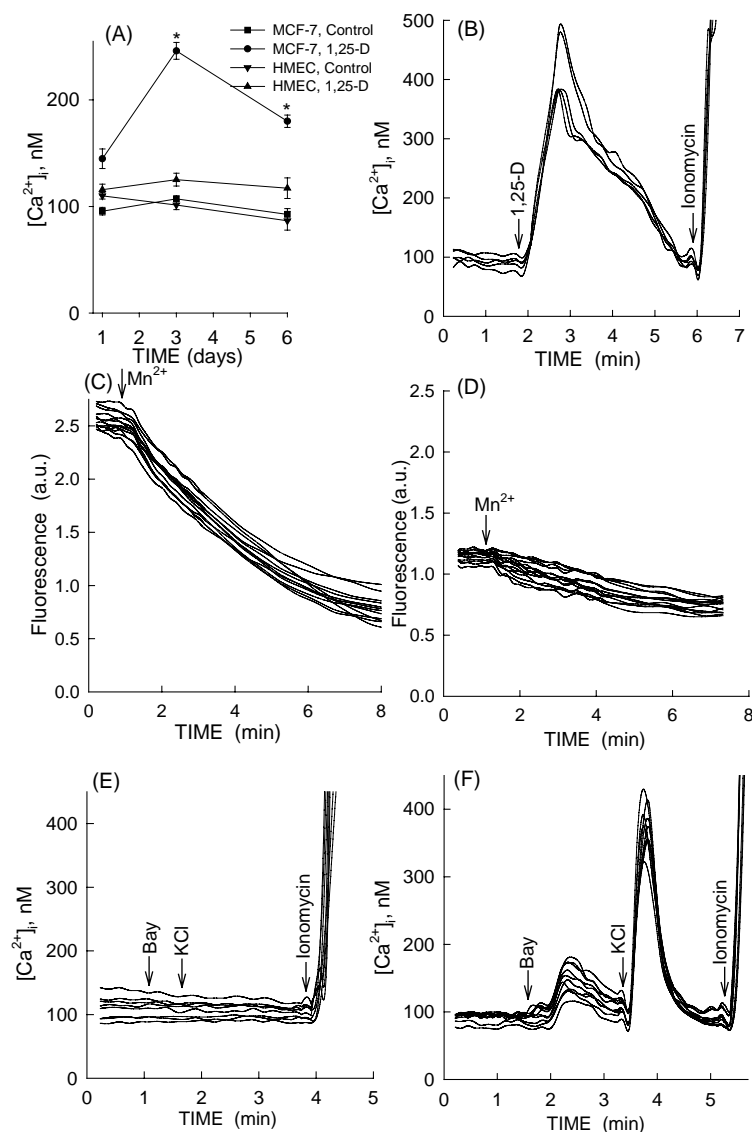 (A)
MCF-7, Control
MCF-7, 1,25-D
HMEC, Control
HMEC, 1,25-D
*
*
200
100
0
[Ca²⁺]ᵢ, nM
1 2 3 4 5 6
TIME (days)
(B)
500
400
300
200
100
0
[Ca²⁺]ᵢ, nM
1,25-D
Ionomycin
0 1 2 3 4 5 6 7
TIME (min)
(C)
Mn²⁺
2.5
2.0
1.5
1.0
0.5
0.0
Fluorescence (a.u.)
0 2 4 6 8
TIME (min)
(D)
Mn²⁺
2.5
2.0
1.5
1.0
0.5
0.0
Fluorescence (a.u.)
0 2 4 6 8
TIME (min)
(E)
400
300
200
100
0
[Ca²⁺]ᵢ, nM
Bay
KCl
Ionomycin
0 1 2 3 4 5
TIME (min)
(F)
400
300
200
100
0
[Ca²⁺]ᵢ, nM
Bay
KCl
Ionomycin
0 1 2 3 4 5
TIME (min)